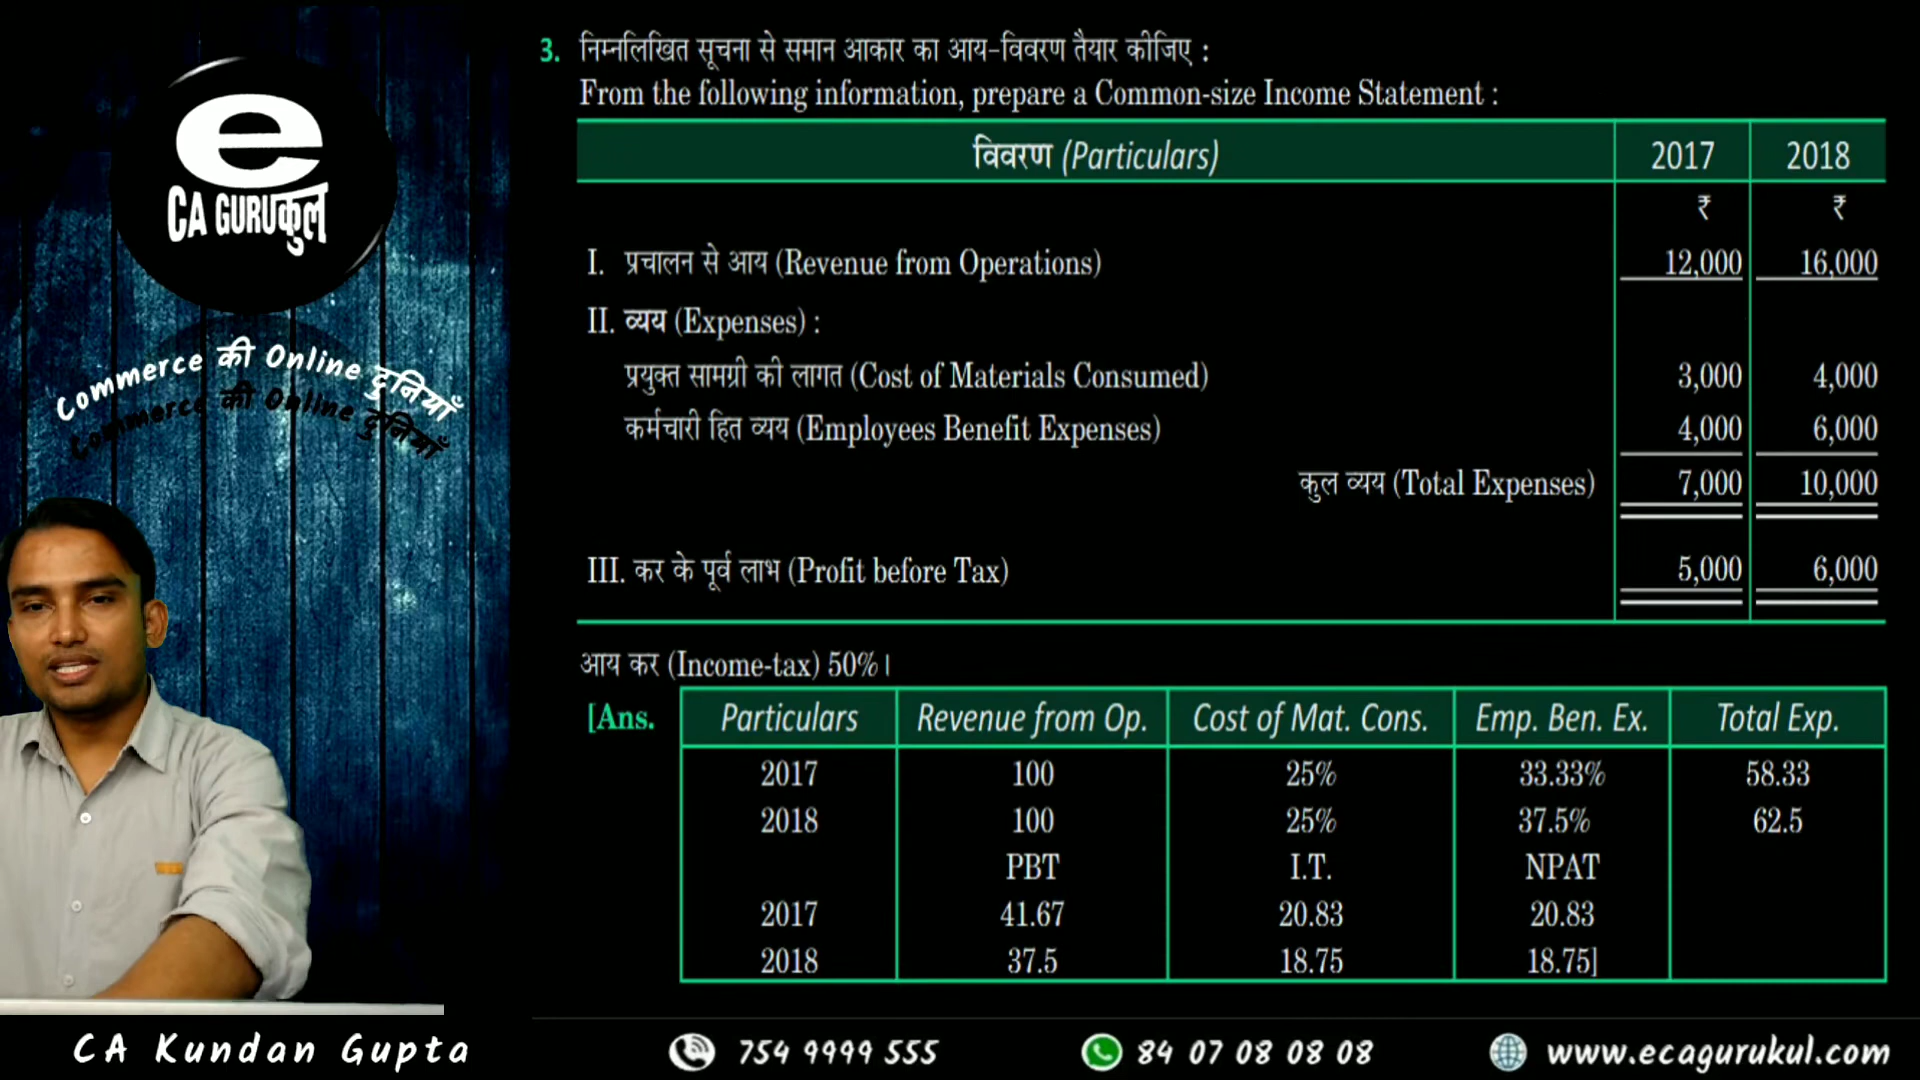 e
CA GURUकुल
Commerce की Online दुनियाँ
Commerce की Online दुनियाँ
3. निम्नलिखित सूचना से समान आकार का आय-विवरण तैयार कीजिए :
From the following information, prepare a Common-size Income Statement :
विवरण (Particulars) 2017 2018
₹ ₹
I. प्रचालन से आय (Revenue from Operations) 12,000 16,000
II. व्यय (Expenses) :
प्रयुक्त सामग्री की लागत (Cost of Materials Consumed) 3,000 4,000
कर्मचारी हित व्यय (Employees Benefit Expenses) 4,000 6,000
कुल व्यय (Total Expenses) 7,000 10,000
III. कर के पूर्व लाभ (Profit before Tax) 5,000 6,000
आय कर (Income-tax) 50%।
[Ans. Particulars Revenue from Op. Cost of Mat. Cons. Emp. Ben. Ex. Total Exp.
2017 100 25% 33.33% 58.33
2018 100 25% 37.5% 62.5
PBT I.T. NPAT
2017 41.67 20.83 20.83
2018 37.5 18.75 18.75]
CA Kundan Gupta 754 9999 555 84 07 08 08 08 www.ecagurukul.com